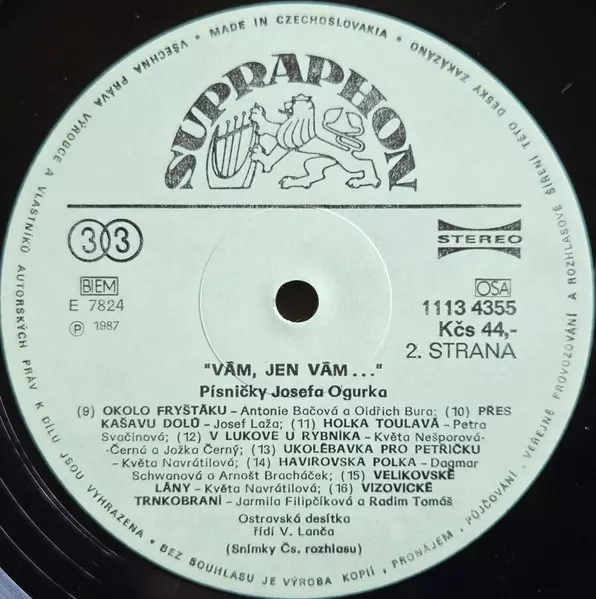 VŠECHNA PRÁVA VÝROBCE A VLASTNÍKŮ AUTORSKÝCH PRÁV K DÍLU JSOU VYHRAZENA • BEZ SOUHLASU JE VÝROBA KOPIÍ, PRONÁJEM, PŮJČOVÁNÍ, VEŘEJNÉ PROVOZOVÁNÍ A ROZHLASOVÉ ŠÍŘENÍ TÉTO DESKY ZAKÁZÁNO • MADE IN CZECHOSLOVAKIA •
SUPRAPHON
33
STEREO
BIEM
OSA
E 7824
1113 4355
Ⓟ 1987
Kčs 44,-
2. STRANA
"VÁM, JEN VÁM..."
Písničky Josefa Ogurka
(9) OKOLO FRYŠTÁKU – Antonie Bačová a Oldřich Bura; (10) PŘES
KAŠAVU DOLŮ – Josef Laža; (11) HOLKA TOULAVÁ – Petra
Svačinová; (12) V LUKOVE U RYBNÍKA – Květa Nešporová-
Černá a Jožka Černý; (13) UKOLÉBAVKA PRO PETŘIČKU
– Květa Navrátilová; (14) HAVIROVSKA POLKA – Dagmar
Schwanová a Arnošt Bracháček; (15) VELIKOVSKÉ
LÁNY – Květa Navrátilová; (16) VIZOVICKÉ
TRNKOBRANÍ – Jarmila Filipčíková a Radim Tomáš
Ostravská desítka
řídí V. Lanča
(Snímky Čs. rozhlasu)